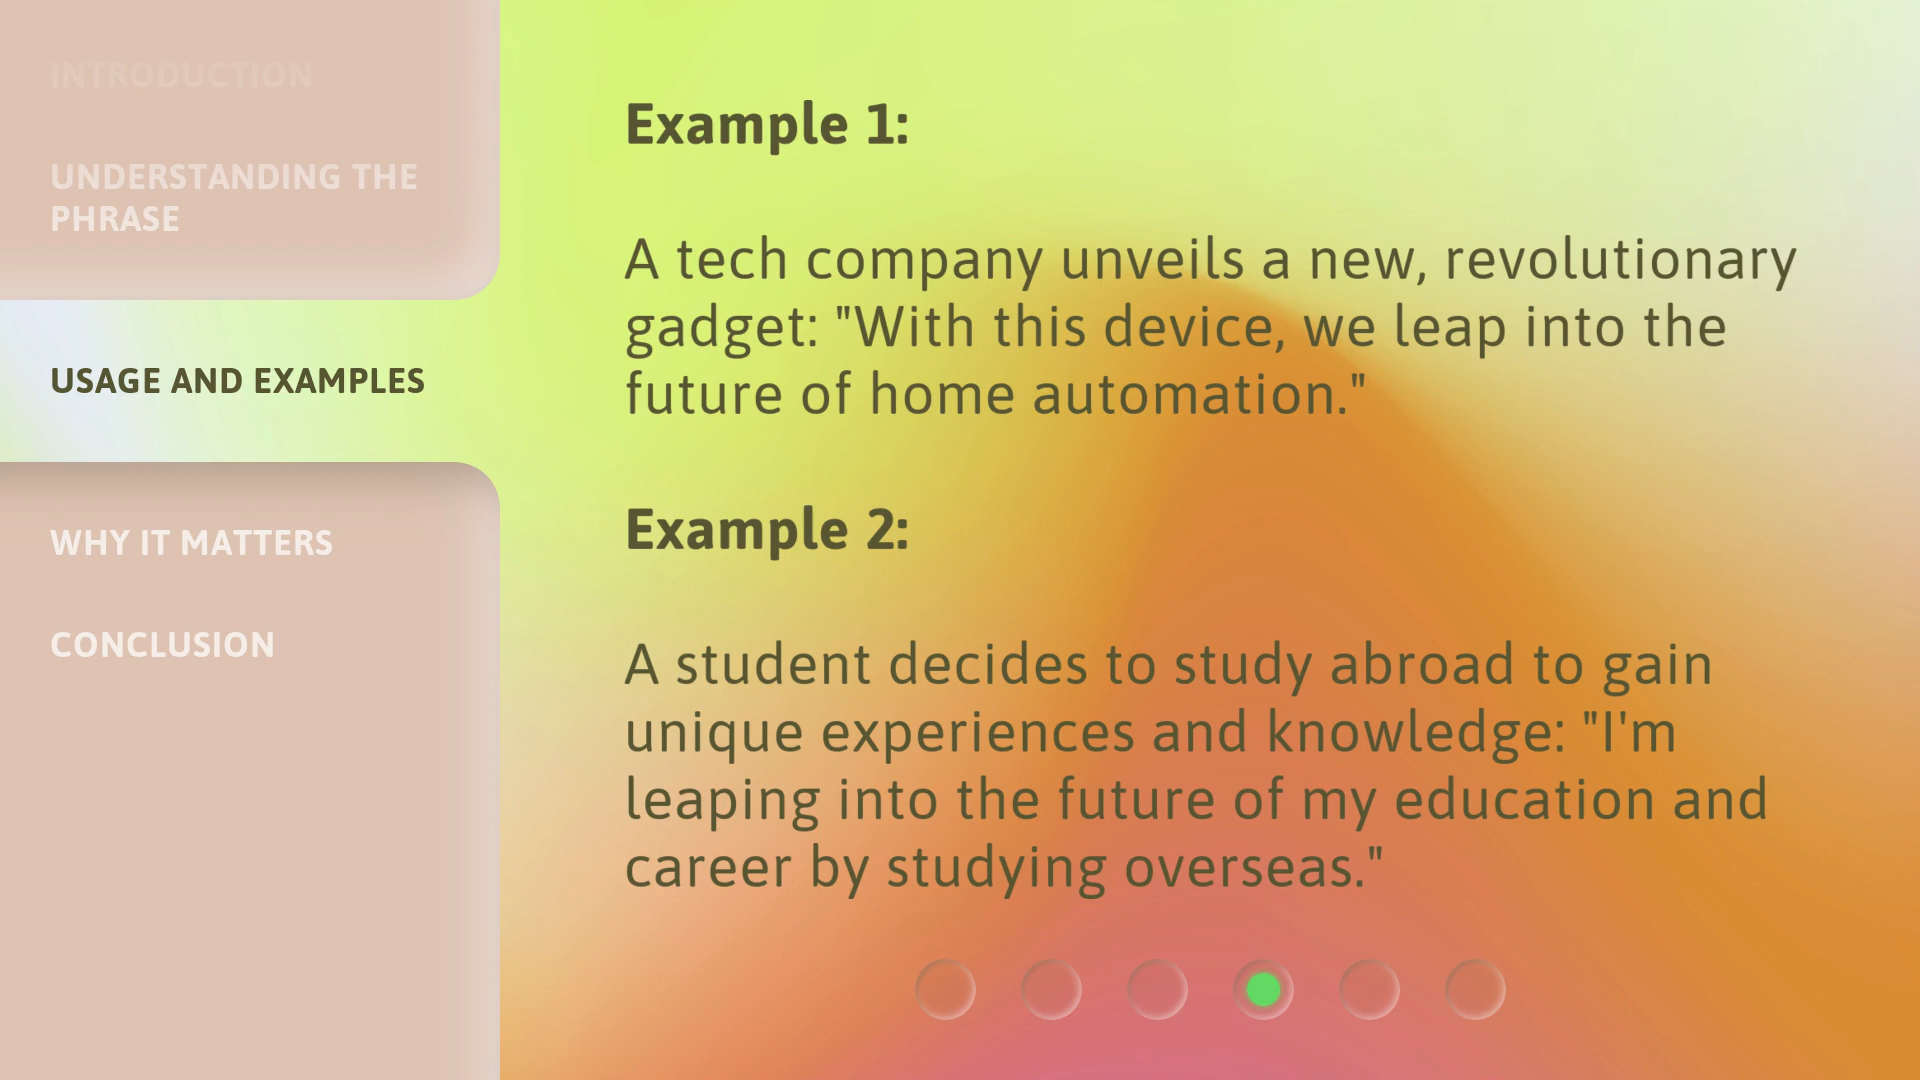 INTRODUCTION
UNDERSTANDING THE
PHRASE
USAGE AND EXAMPLES
WHY IT MATTERS
CONCLUSION
Example 1:
A tech company unveils a new, revolutionary
gadget: "With this device, we leap into the
future of home automation."
Example 2:
A student decides to study abroad to gain
unique experiences and knowledge: "I'm
leaping into the future of my education and
career by studying overseas."